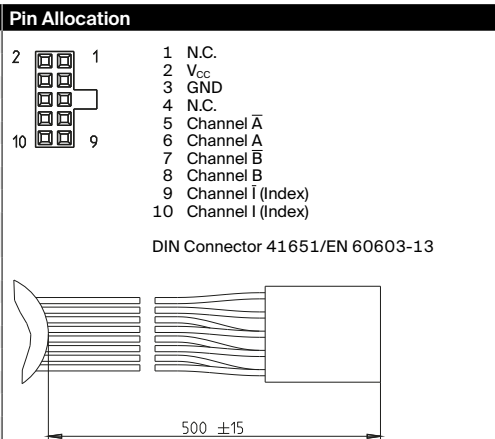 Pin Allocation
2 1
10 9
1 N.C.
2 Vcc
3 GND
4 N.C.
5 Channel A̅
6 Channel A
7 Channel B̅
8 Channel B
9 Channel I̅ (Index)
10 Channel I (Index)
DIN Connector 41651/EN 60603-13
500 ±15